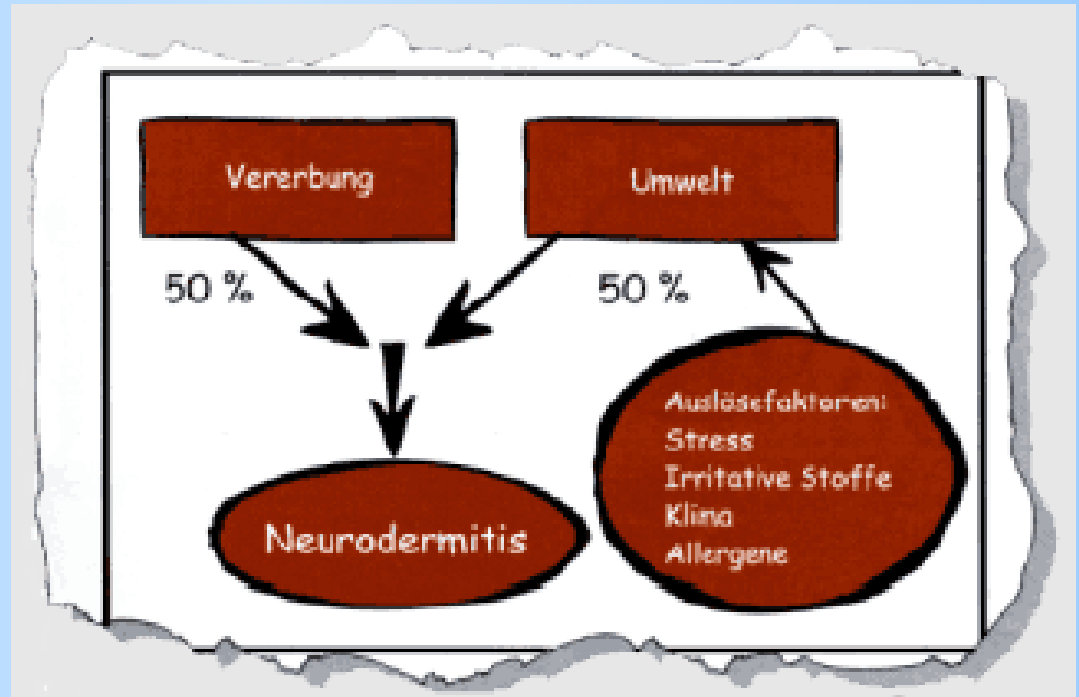 Vererbung
Umwelt
50 %
50 %
Auslösefaktoren:
Stress
Irritative Stoffe
Klima
Allergene
Neurodermitis